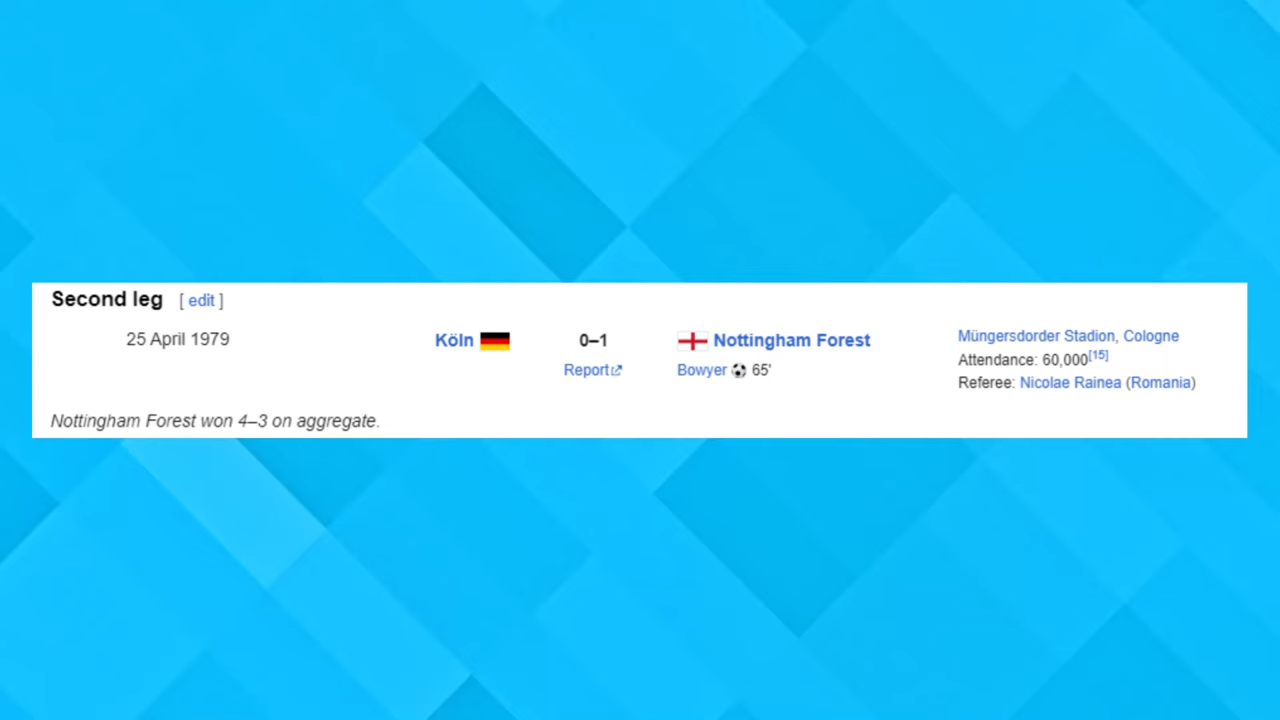 Second leg [ edit ]
25 April 1979 Köln 0–1 Nottingham Forest Müngersdorder Stadion, Cologne
Report Bowyer 65' Attendance: 60,000[15]
Referee: Nicolae Rainea (Romania)
Nottingham Forest won 4–3 on aggregate.